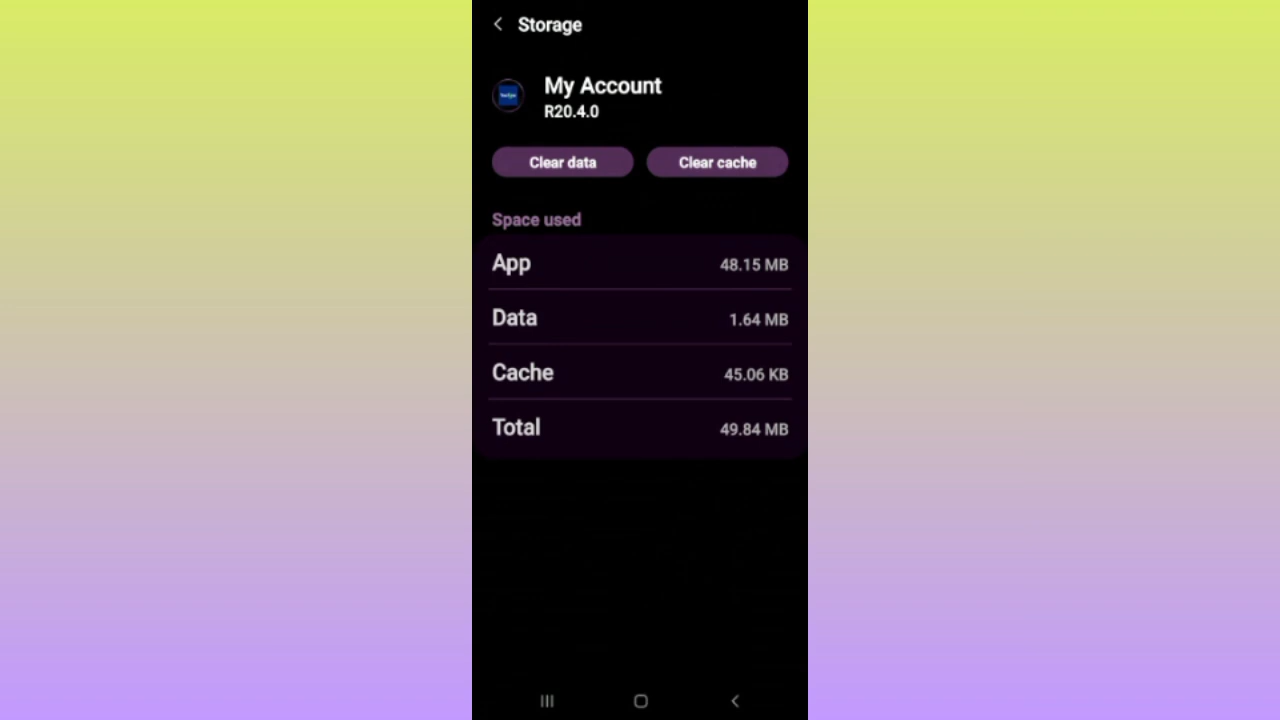 Storage
My Account
R20.4.0
Clear data
Clear cache
Space used
App
48.15 MB
Data
1.64 MB
Cache
45.06 KB
Total
49.84 MB